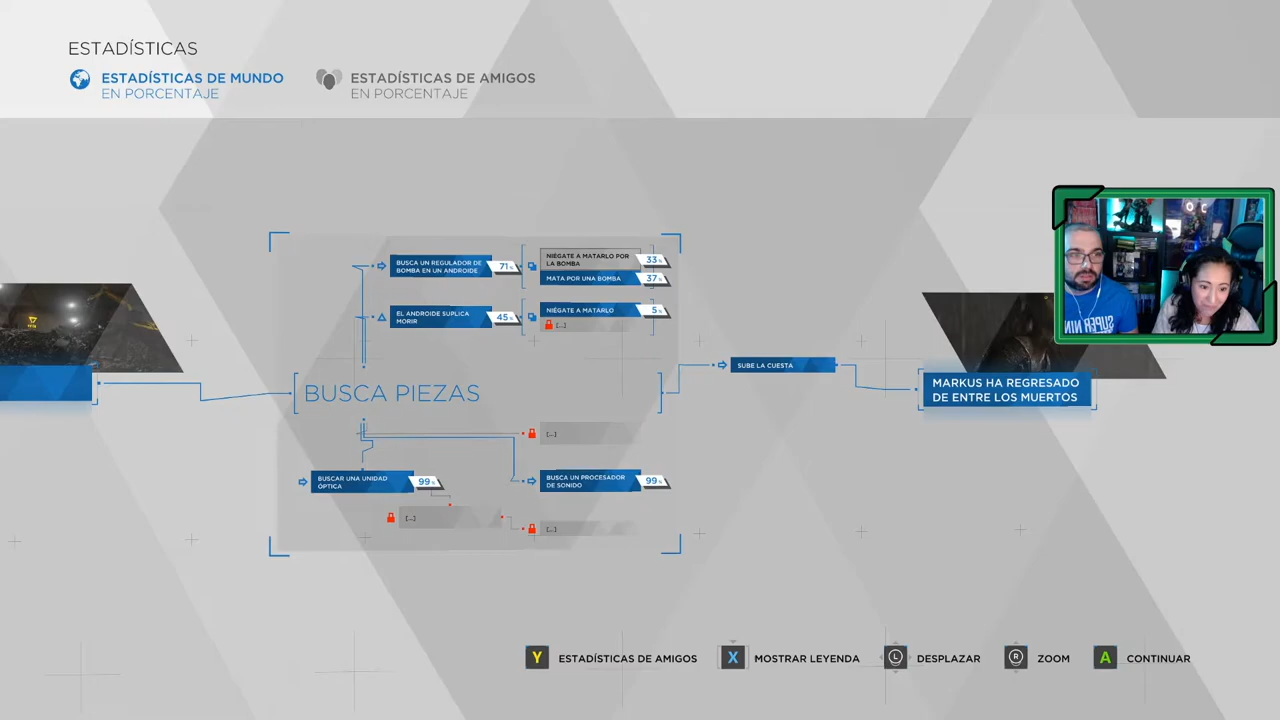 ESTADÍSTICAS
ESTADÍSTICAS DE MUNDO
EN PORCENTAJE
ESTADÍSTICAS DE AMIGOS
EN PORCENTAJE
BUSCA UN REGULADOR DE
BOMBA EN UN ANDROIDE
71%
NIÉGATE A MATARLO POR
LA BOMBA
33%
MATA POR UNA BOMBA
37%
EL ANDROIDE SUPLICA
MORIR
45%
NIÉGATE A MATARLO
5%
[...]
BUSCA PIEZAS
SUBE LA CUESTA
MARKUS HA REGRESADO
DE ENTRE LOS MUERTOS
[...]
BUSCAR UNA UNIDAD
ÓPTICA
99%
BUSCA UN PROCESADOR
DE SONIDO
99%
[...]
[...]
SUPER NIN
Y ESTADÍSTICAS DE AMIGOS
X MOSTRAR LEYENDA
L DESPLAZAR
R ZOOM
A CONTINUAR